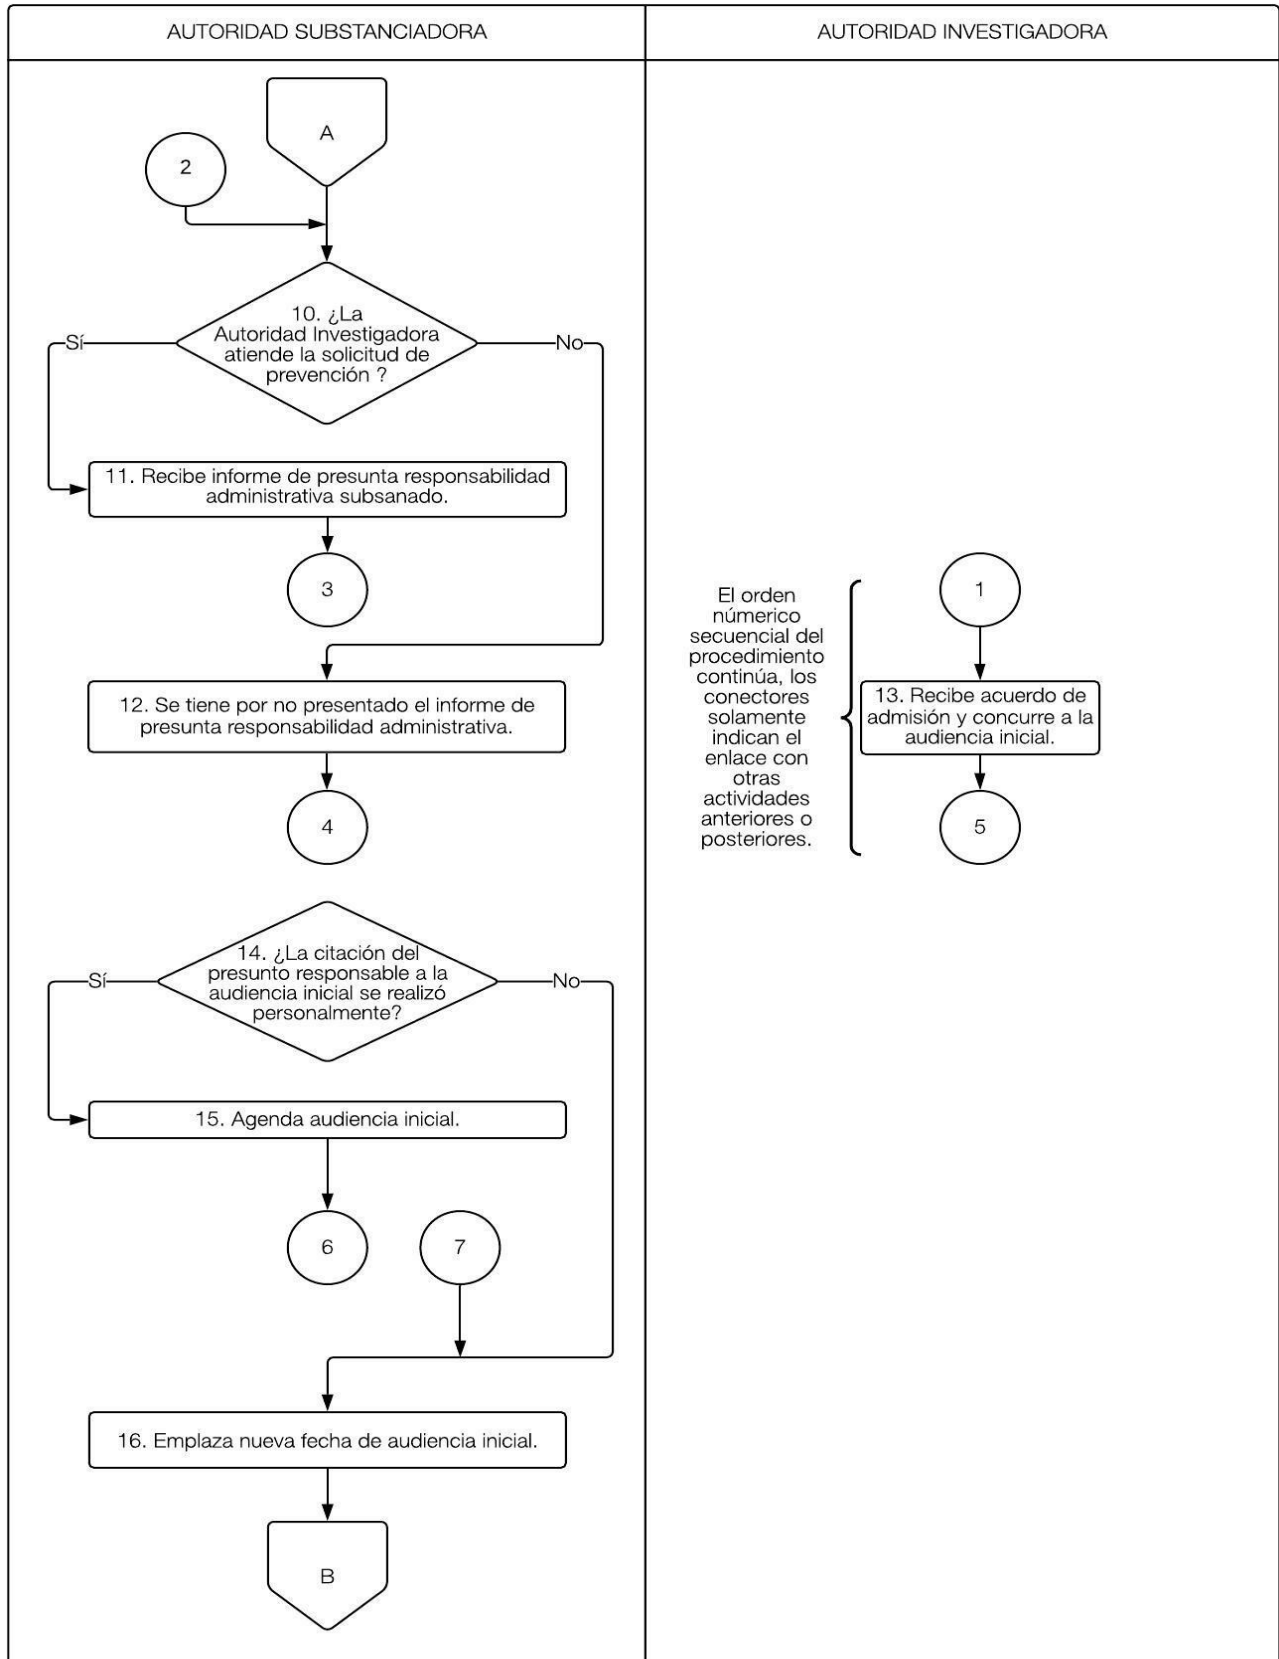 AUTORIDAD SUBSTANCIADORA
AUTORIDAD INVESTIGADORA
A
2
10. ¿La
Autoridad Investigadora
atiende la solicitud de
prevención ?
Sí
No
11. Recibe informe de presunta responsabilidad
administrativa subsanado.
3
12. Se tiene por no presentado el informe de
presunta responsabilidad administrativa.
4
El orden
númerico
secuencial del
procedimiento
continúa, los
conectores
solamente
indican el
enlace con
otras
actividades
anteriores o
posteriores.
1
13. Recibe acuerdo de
admisión y concurre a la
audiencia inicial.
5
14. ¿La citación del
presunto responsable a la
audiencia inicial se realizó
personalmente?
Sí
No
15. Agenda audiencia inicial.
6
7
16. Emplaza nueva fecha de audiencia inicial.
B